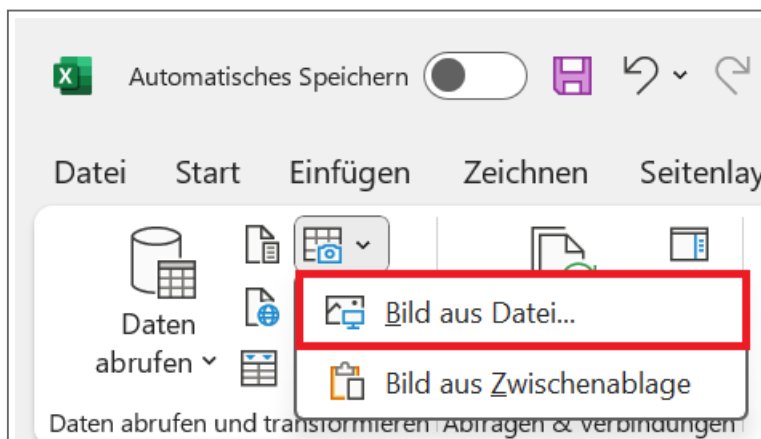 Automatisches Speichern
Datei Start Einfügen Zeichnen Seitenlay
Daten
abrufen
Bild aus Datei...
Bild aus Zwischenablage
Daten abrufen und transformieren Abfragen & Verbindungen